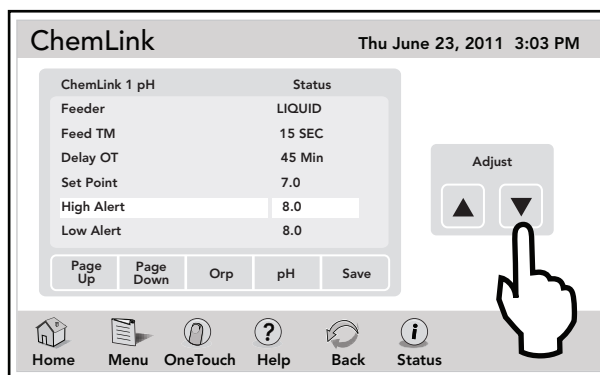 ChemLink Thu June 23, 2011 3:03 PM
ChemLink 1 pH Status
Feeder LIQUID
Feed TM 15 SEC
Delay OT 45 Min
Set Point 7.0
High Alert 8.0
Low Alert 8.0
Page Up Page Down Orp pH Save
Adjust
Home Menu OneTouch ? Help Back i Status